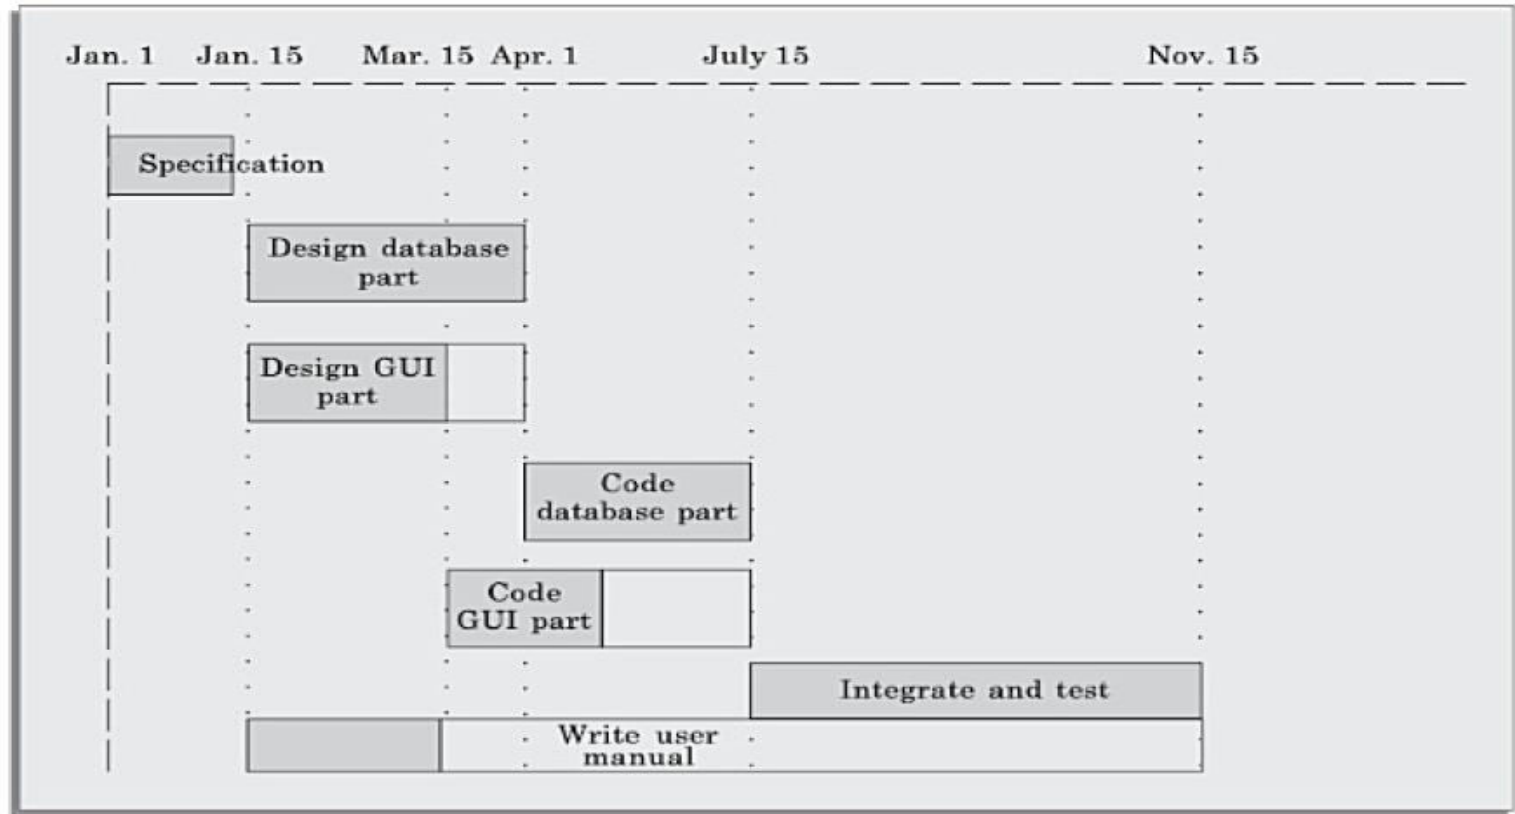 Jan. 1 Jan. 15 Mar. 15 Apr. 1 July 15 Nov. 15
Specification
Design database
part
Design GUI
part
Code
database part
Code
GUI part
Integrate and test
Write user
manual